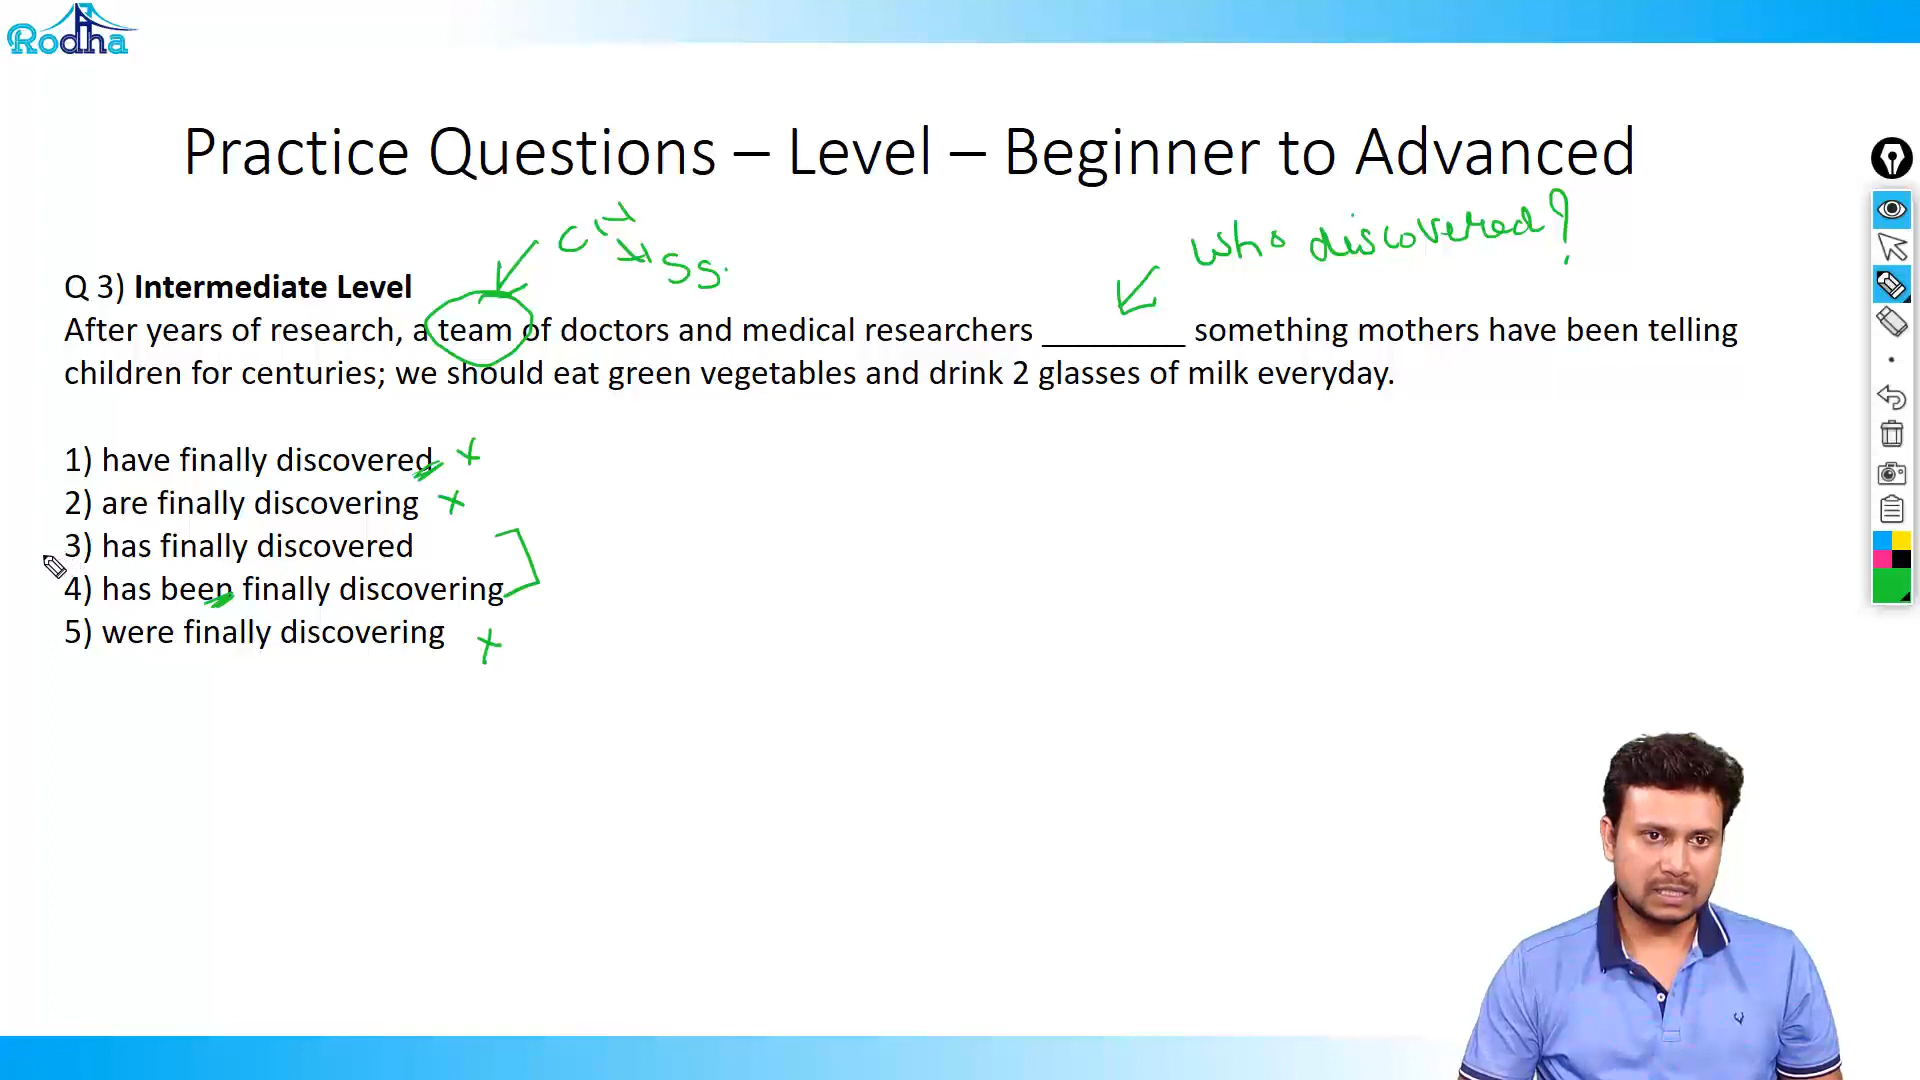 Rodha
Practice Questions – Level – Beginner to Advanced
who discovered?
SS.
Q 3) Intermediate Level
After years of research, a team of doctors and medical researchers ________ something mothers have been telling
children for centuries; we should eat green vegetables and drink 2 glasses of milk everyday.
1) have finally discovered
2) are finally discovering
3) has finally discovered
4) has been finally discovering
5) were finally discovering